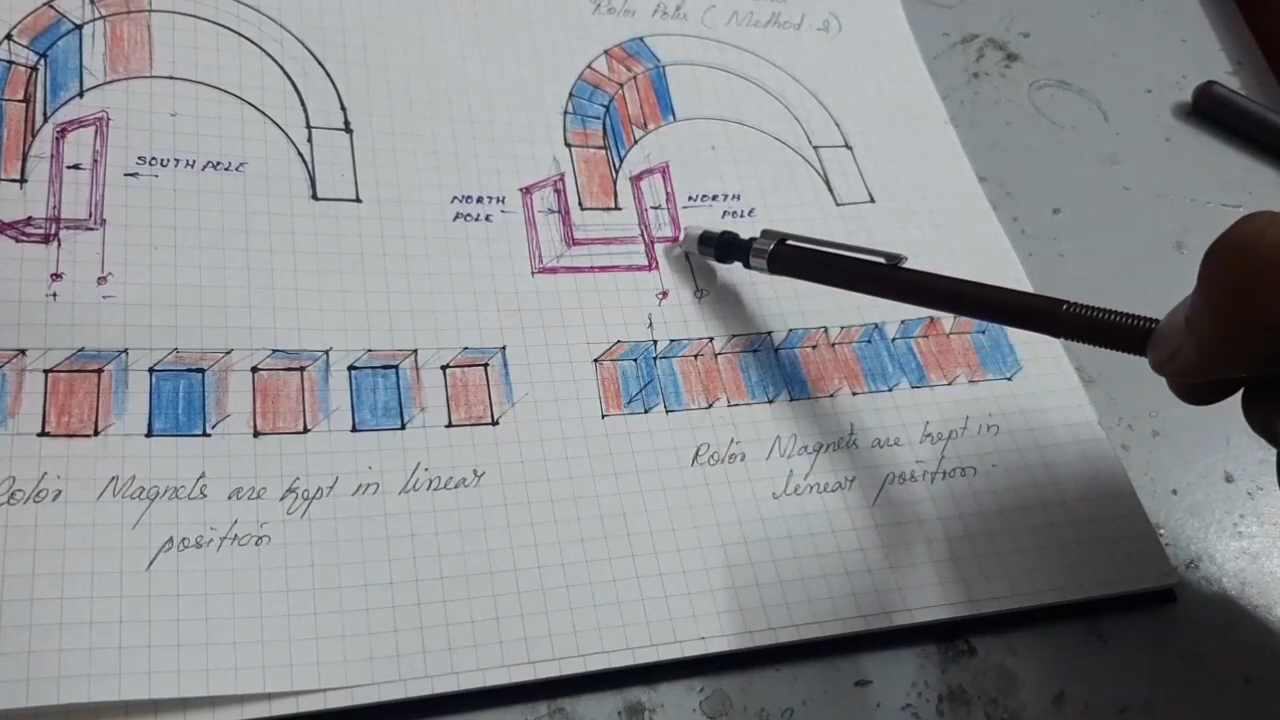 Rotor Poles ( Method-2)
SOUTH POLE
+ -
NORTH
POLE
NORTH
POLE
Rotor Magnets are kept in linear
position
Rotor Magnets are kept in
linear position.